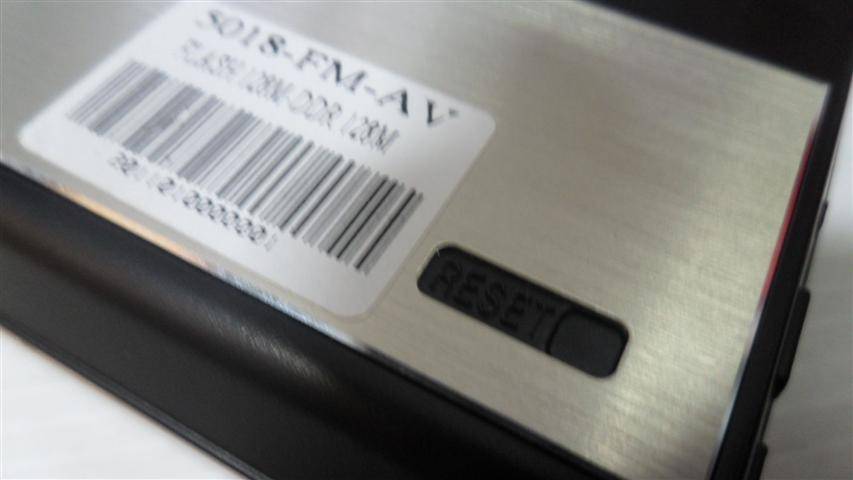 S018-FM-AV
FLASH 128M-DDR 128M
RESET